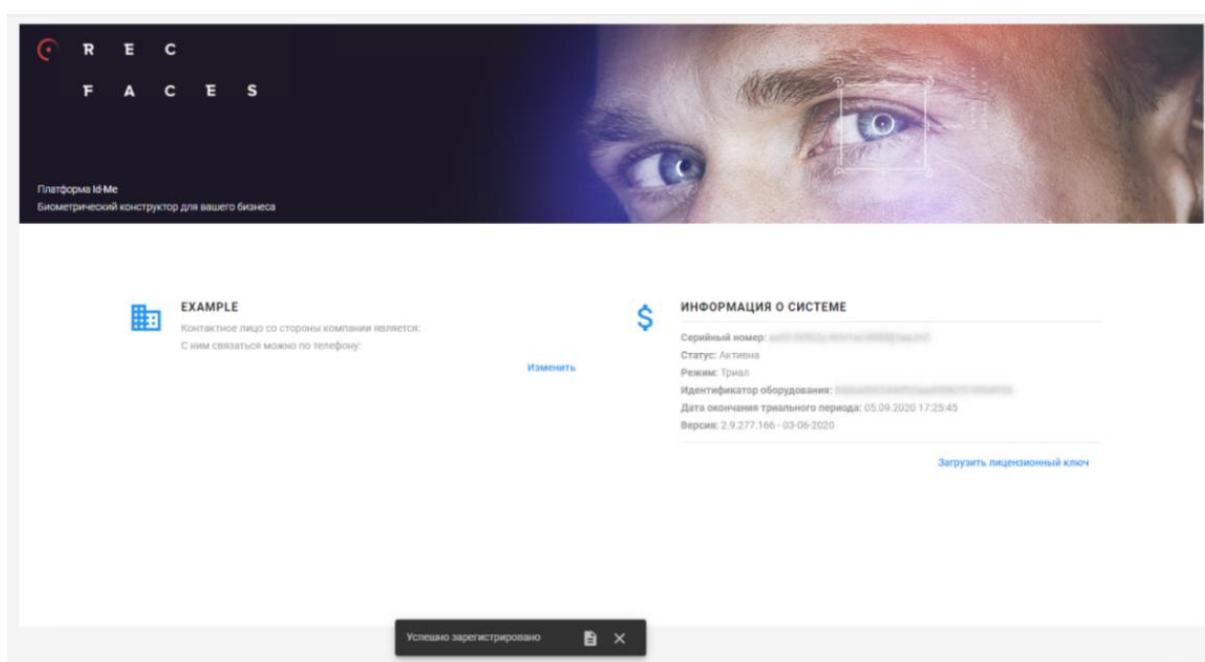 REC
FACES
Платформа Id-Me
Биометрический конструктор для вашего бизнеса
EXAMPLE
Контактное лицо со стороны компании является:
С ним связаться можно по телефону:
Изменить
ИНФОРМАЦИЯ О СИСТЕМЕ
Серийный номер:
Статус: Активна
Режим: Триал
Идентификатор оборудования:
Дата окончания триального периода: 05.09.2020 17:25:45
Версия: 2.9.277.166 - 03-06-2020
Загрузить лицензионный ключ
Успешно зарегистрировано